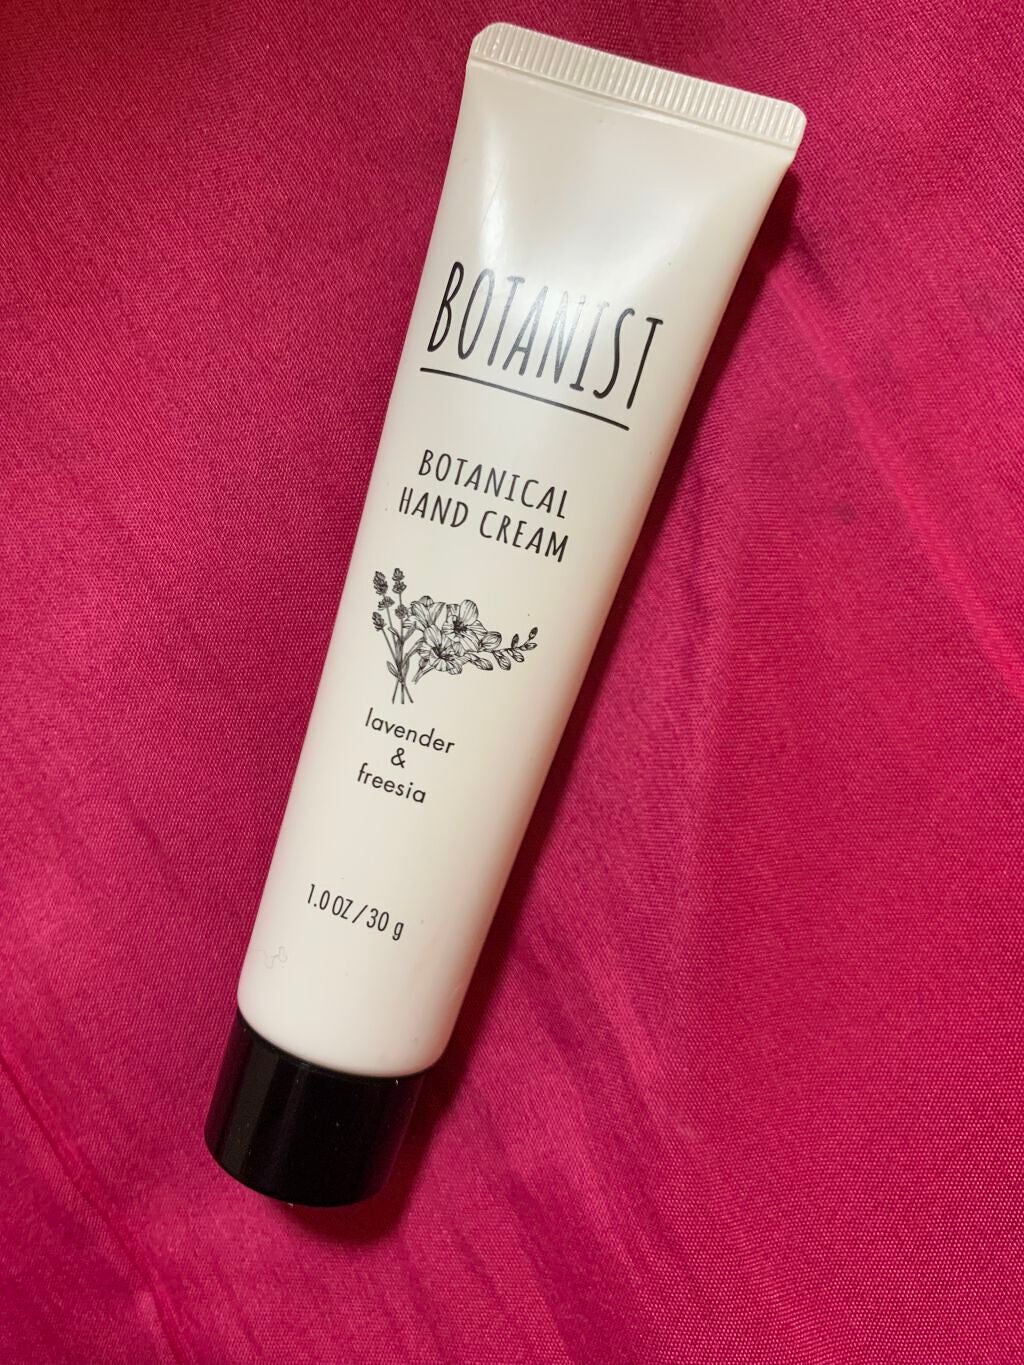 BOTANIST
BOTANICAL
HAND CREAM
lavender
&
freesia
1.0 OZ / 30 g